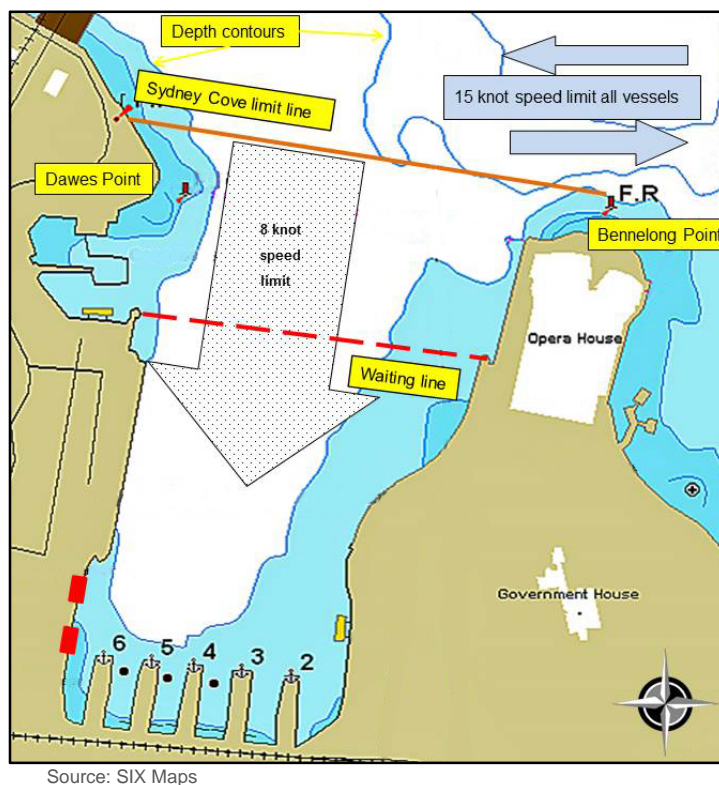 Depth contours
Sydney Cove limit line
15 knot speed limit all vessels
Dawes Point
F.R
Bennelong Point
8 knot
speed
limit
Opera House
Waiting line
Government House
6
5
4
3
2
Source: SIX Maps